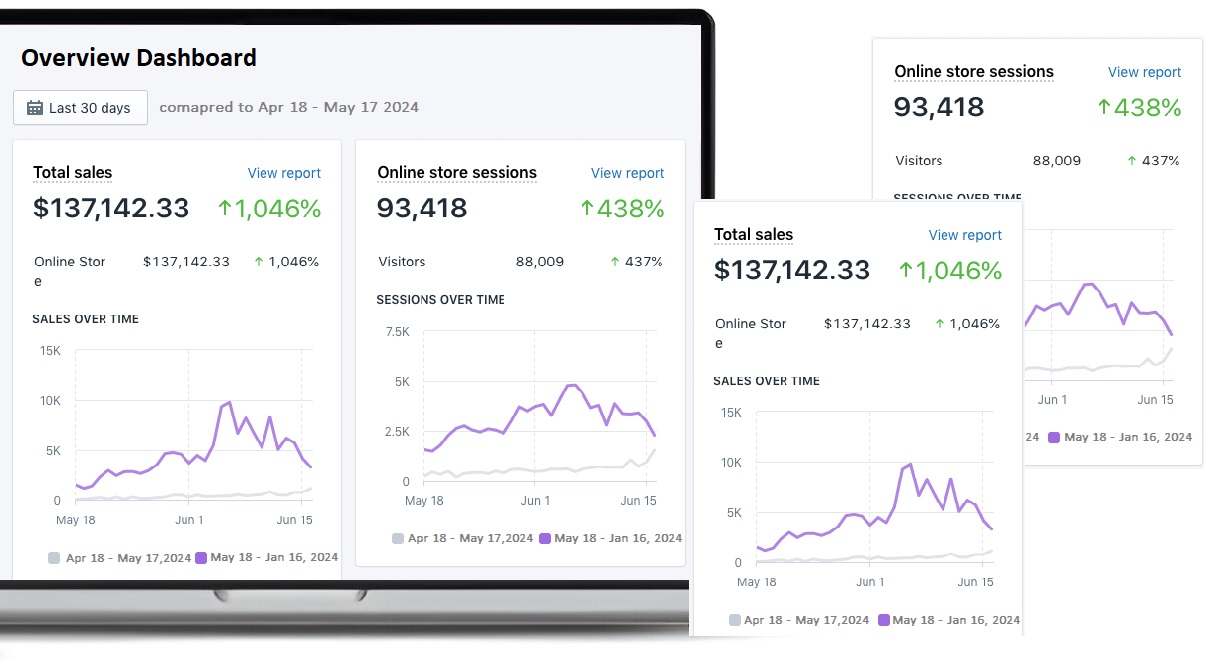 Overview Dashboard
Last 30 days comapred to Apr 18 - May 17 2024
Total sales View report
$137,142.33 ↑1,046%
Online Stor $137,142.33 ↑ 1,046%
e
SALES OVER TIME
15K
10K
5K
0
May 18 Jun 1 Jun 15
Apr 18 - May 17,2024 May 18 - Jan 16, 2024
Online store sessions View report
93,418 ↑438%
Visitors 88,009 ↑ 437%
SESSIONS OVER TIME
7.5K
5K
2.5K
0
May 18 Jun 1 Jun 15
Apr 18 - May 17,2024 May 18 - Jan 16, 2024
Total sales View report
$137,142.33 ↑1,046%
Online Stor $137,142.33 ↑ 1,046%
e
SALES OVER TIME
15K
10K
5K
0
May 18 Jun 1 Jun 15
Apr 18 - May 17,2024 May 18 - Jan 16, 2024
Online store sessions View report
93,418 ↑438%
Visitors 88,009 ↑ 437%
SESSIONS OVER TIME
Jun 1 Jun 15
24 May 18 - Jan 16, 2024